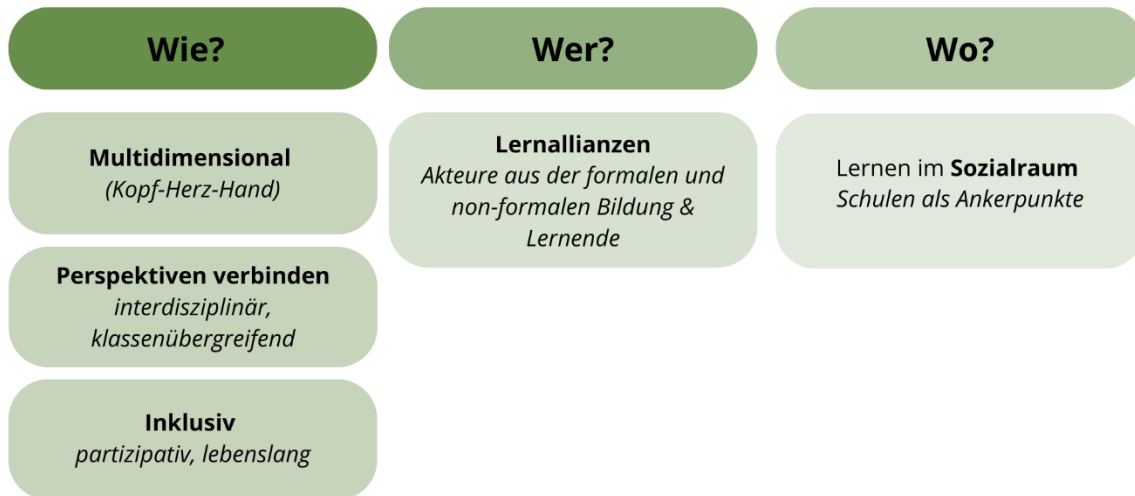 Wie?
Multidimensional
(Kopf-Herz-Hand)
Perspektiven verbinden
interdisziplinär,
klassenübergreifend
Inklusiv
partizipativ, lebenslang
Wer?
Lernallianzen
Akteure aus der formalen und
non-formalen Bildung &
Lernende
Wo?
Lernen im Sozialraum
Schulen als Ankerpunkte